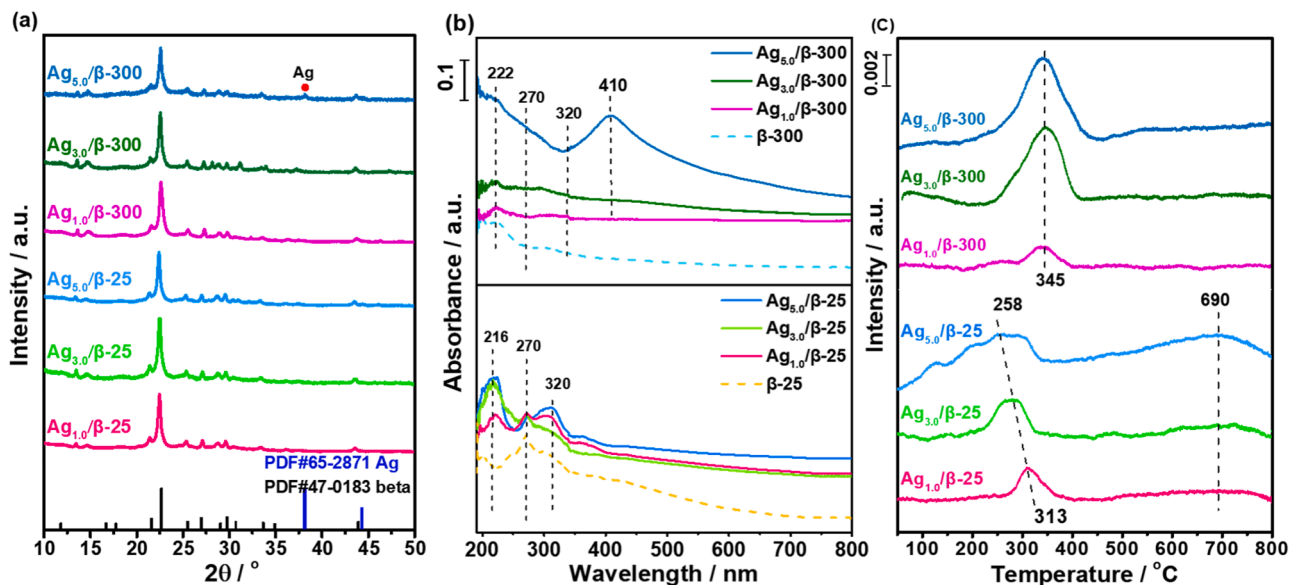 (a)
Ag5.0/β-300
Ag
Ag3.0/β-300
Ag1.0/β-300
Ag5.0/β-25
Ag3.0/β-25
Ag1.0/β-25
PDF#65-2871 Ag
PDF#47-0183 beta
Intensity / a.u.
10 15 20 25 30 35 40 45 50
2θ / °
(b)
0.1
Ag5.0/β-300
Ag3.0/β-300
Ag1.0/β-300
β-300
222
270
320
410
Ag5.0/β-25
Ag3.0/β-25
Ag1.0/β-25
β-25
216
270
320
Absorbance / a.u.
200 300 400 500 600 700 800
Wavelength / nm
(C)
0.002
Ag5.0/β-300
Ag3.0/β-300
Ag1.0/β-300
345
258
690
Ag5.0/β-25
Ag3.0/β-25
Ag1.0/β-25
313
Intensity / a.u.
100 200 300 400 500 600 700 800
Temperature / °C